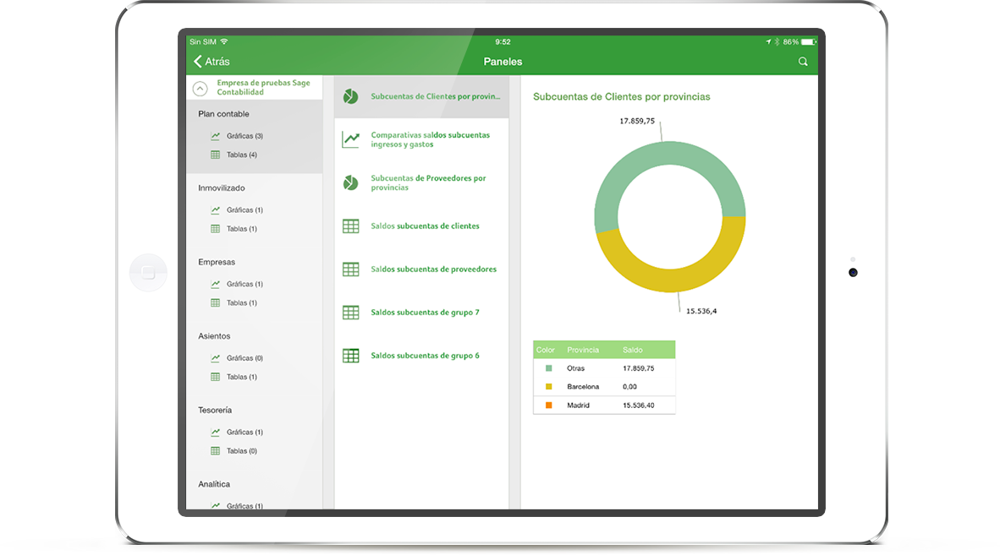 Sin SIM
9:52
86%
Atrás
Paneles
Empresa de pruebas Sage
Contabilidad
Plan contable
Gráficas (3)
Tablas (4)
Inmovilizado
Gráficas (1)
Tablas (1)
Empresas
Gráficas (1)
Tablas (1)
Asientos
Gráficas (0)
Tablas (1)
Tesorería
Gráficas (1)
Tablas (0)
Analítica
Gráficas (1)
Subcuentas de Clientes por provin...
Comparativas saldos subcuentas
ingresos y gastos
Subcuentas de Proveedores por
provincias
Saldos subcuentas de clientes
Saldos subcuentas de proveedores
Saldos subcuentas de grupo 7
Saldos subcuentas de grupo 6
Subcuentas de Clientes por provincias
17.859,75
15.536,4
Color Provincia Saldo
Otras 17.859,75
Barcelona 0,00
Madrid 15.536,40